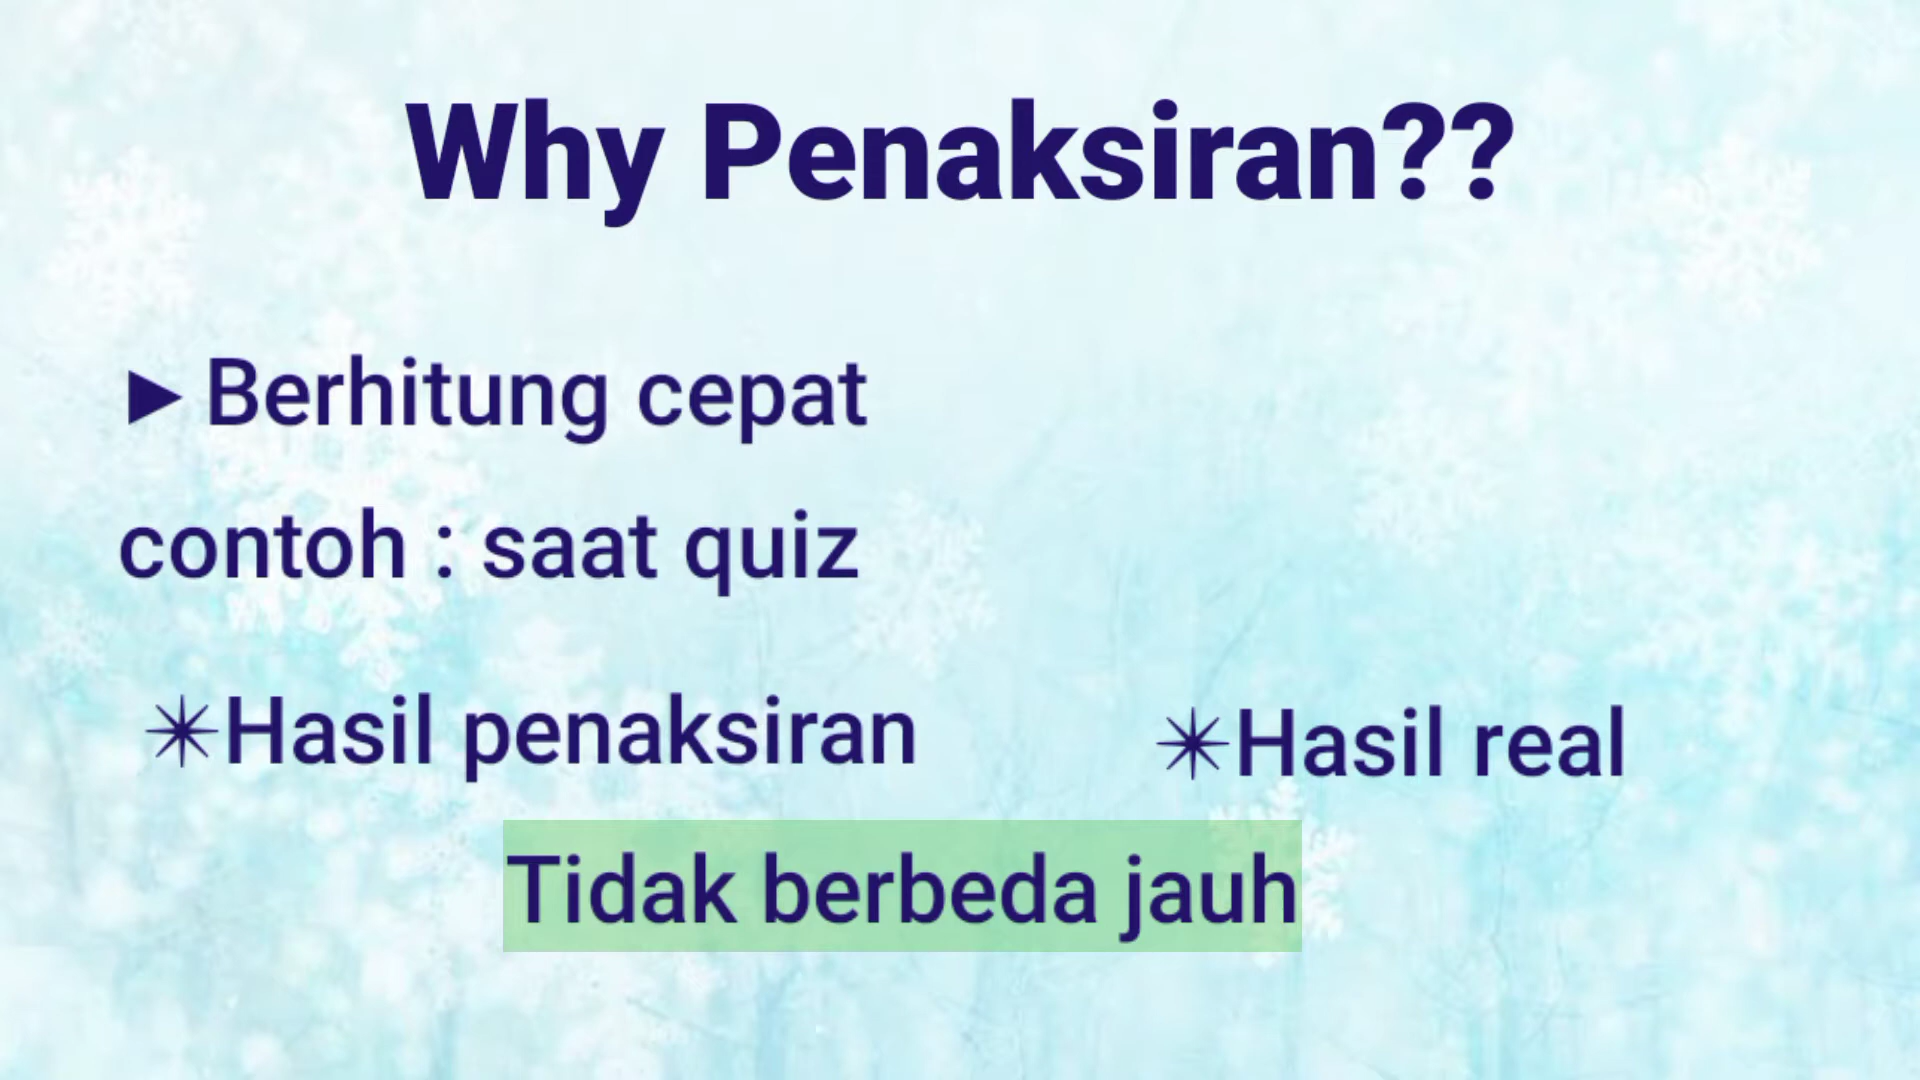 Why Penaksiran??
► Berhitung cepat
contoh : saat quiz
✴Hasil penaksiran ✴Hasil real
Tidak berbeda jauh